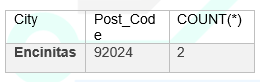 City Post_Cod COUNT(*)
e
Encinitas 92024 2